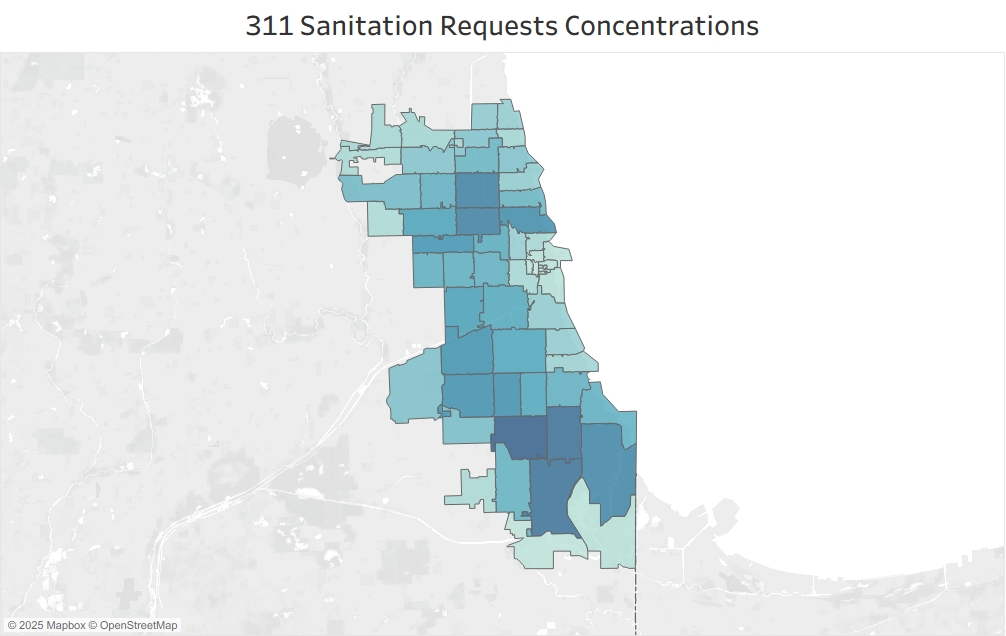 311 Sanitation Requests Concentrations
© 2025 Mapbox © OpenStreetMap